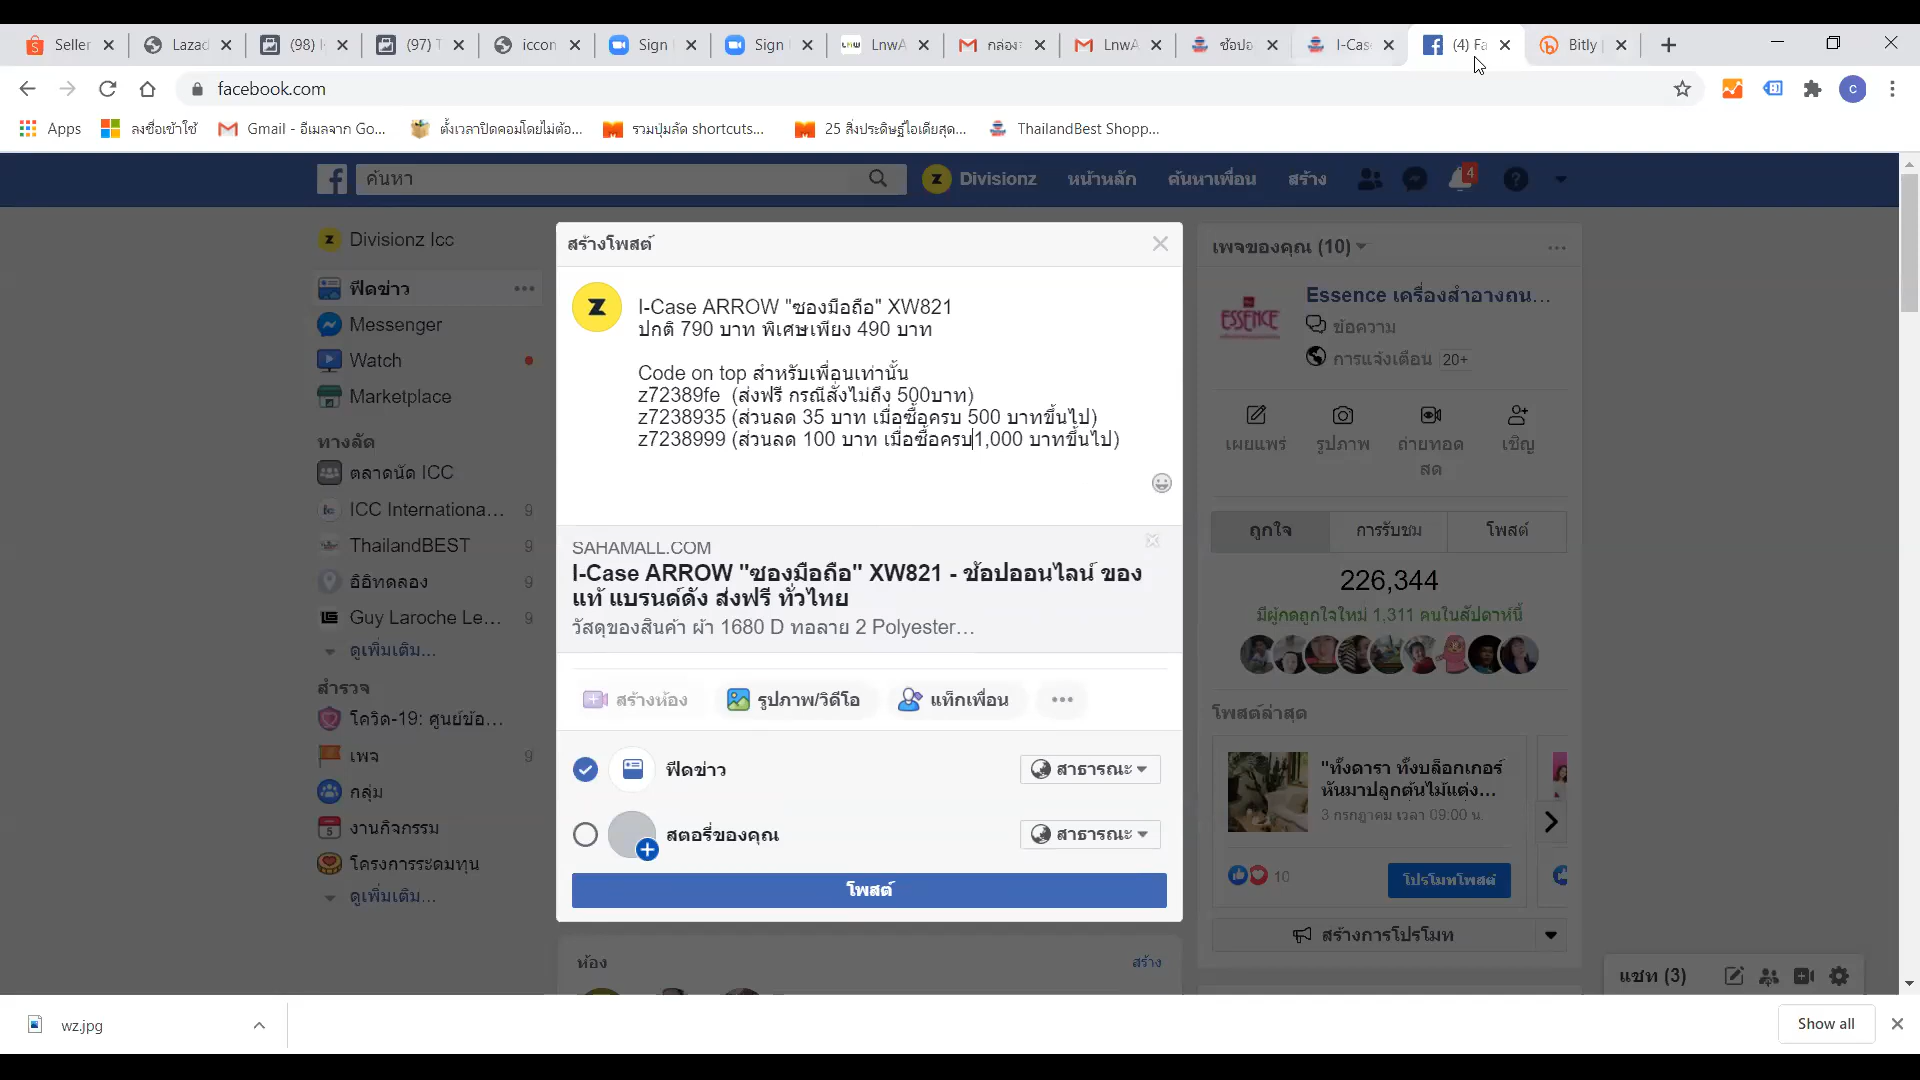 Seller
Lazad
(98)
(97) T
iccon
Sign
Sign
LnwA
กล่อง
LnwA
ช้อปอ
I-Cas
(4) Fa
Bitly
facebook.com
Apps
ลงชื่อเข้าใช้
Gmail - อีเมลจาก Go...
ตั้งเวลาปิดคอมโดยไม่ต้อ...
รวมปุ่มลัด shortcuts...
25 สิ่งประดิษฐ์ไอเดียสุด...
ThailandBest Shopp...
ค้นหา
Divisionz
หน้าหลัก
ค้นหาเพื่อน
สร้าง
4
Divisionz Icc
ฟีดข่าว
Messenger
Watch
Marketplace
ทางลัด
ตลาดนัด ICC
ICC Internationa... 9
ThailandBEST 9
อิอิทดลอง 9
Guy Laroche Le... 9
ดูเพิ่มเติม...
สำรวจ
โควิด-19: ศูนย์ข้อ...
เพจ 9
กลุ่ม
งานกิจกรรม
โครงการระดมทุน
ดูเพิ่มเติม...
สร้างโพสต์
I-Case ARROW "ซองมือถือ" XW821
ปกติ 790 บาท พิเศษเพียง 490 บาท
Code on top สำหรับเพื่อนเท่านั้น
z72389fe (ส่งฟรี กรณีสั่งไม่ถึง 500บาท)
z7238935 (ส่วนลด 35 บาท เมื่อซื้อครบ 500 บาทขึ้นไป)
z7238999 (ส่วนลด 100 บาท เมื่อซื้อครบ1,000 บาทขึ้นไป)
SAHAMALL.COM
I-Case ARROW "ซองมือถือ" XW821 - ช้อปออนไลน์ ของ
แท้ แบรนด์ดัง ส่งฟรี ทั่วไทย
วัสดุของสินค้า ผ้า 1680 D ทอลาย 2 Polyester…
สร้างห้อง
รูปภาพ/วิดีโอ
แท็กเพื่อน
ฟีดข่าว
สาธารณะ
สตอรี่ของคุณ
สาธารณะ
โพสต์
ห้อง
สร้าง
เพจของคุณ (10)
Essence เครื่องสำอางถน...
ESSENCE
ข้อความ
การแจ้งเตือน 20+
เผยแพร่
รูปภาพ
ถ่ายทอด
สด
เชิญ
ถูกใจ
การรับชม
โพสต์
226,344
มีผู้กดถูกใจใหม่ 1,311 คนในสัปดาห์นี้
โพสต์ล่าสุด
"ทั้งดารา ทั้งบล็อกเกอร์
หันมาปลูกต้นไม้แต่ง...
3 กรกฎาคม เวลา 09:00 น.
10
โปรโมทโพสต์
สร้างการโปรโมท
แชท (3)
wz.jpg
Show all